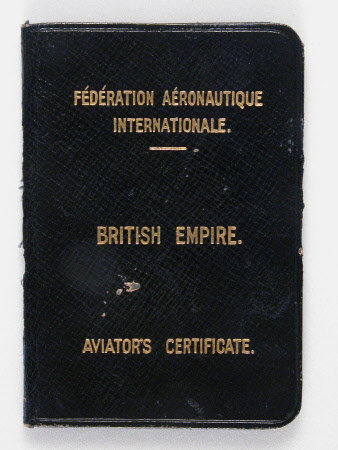 FÉDÉRATION AÉRONAUTIQUE
INTERNATIONALE.
BRITISH EMPIRE.
AVIATOR'S CERTIFICATE.